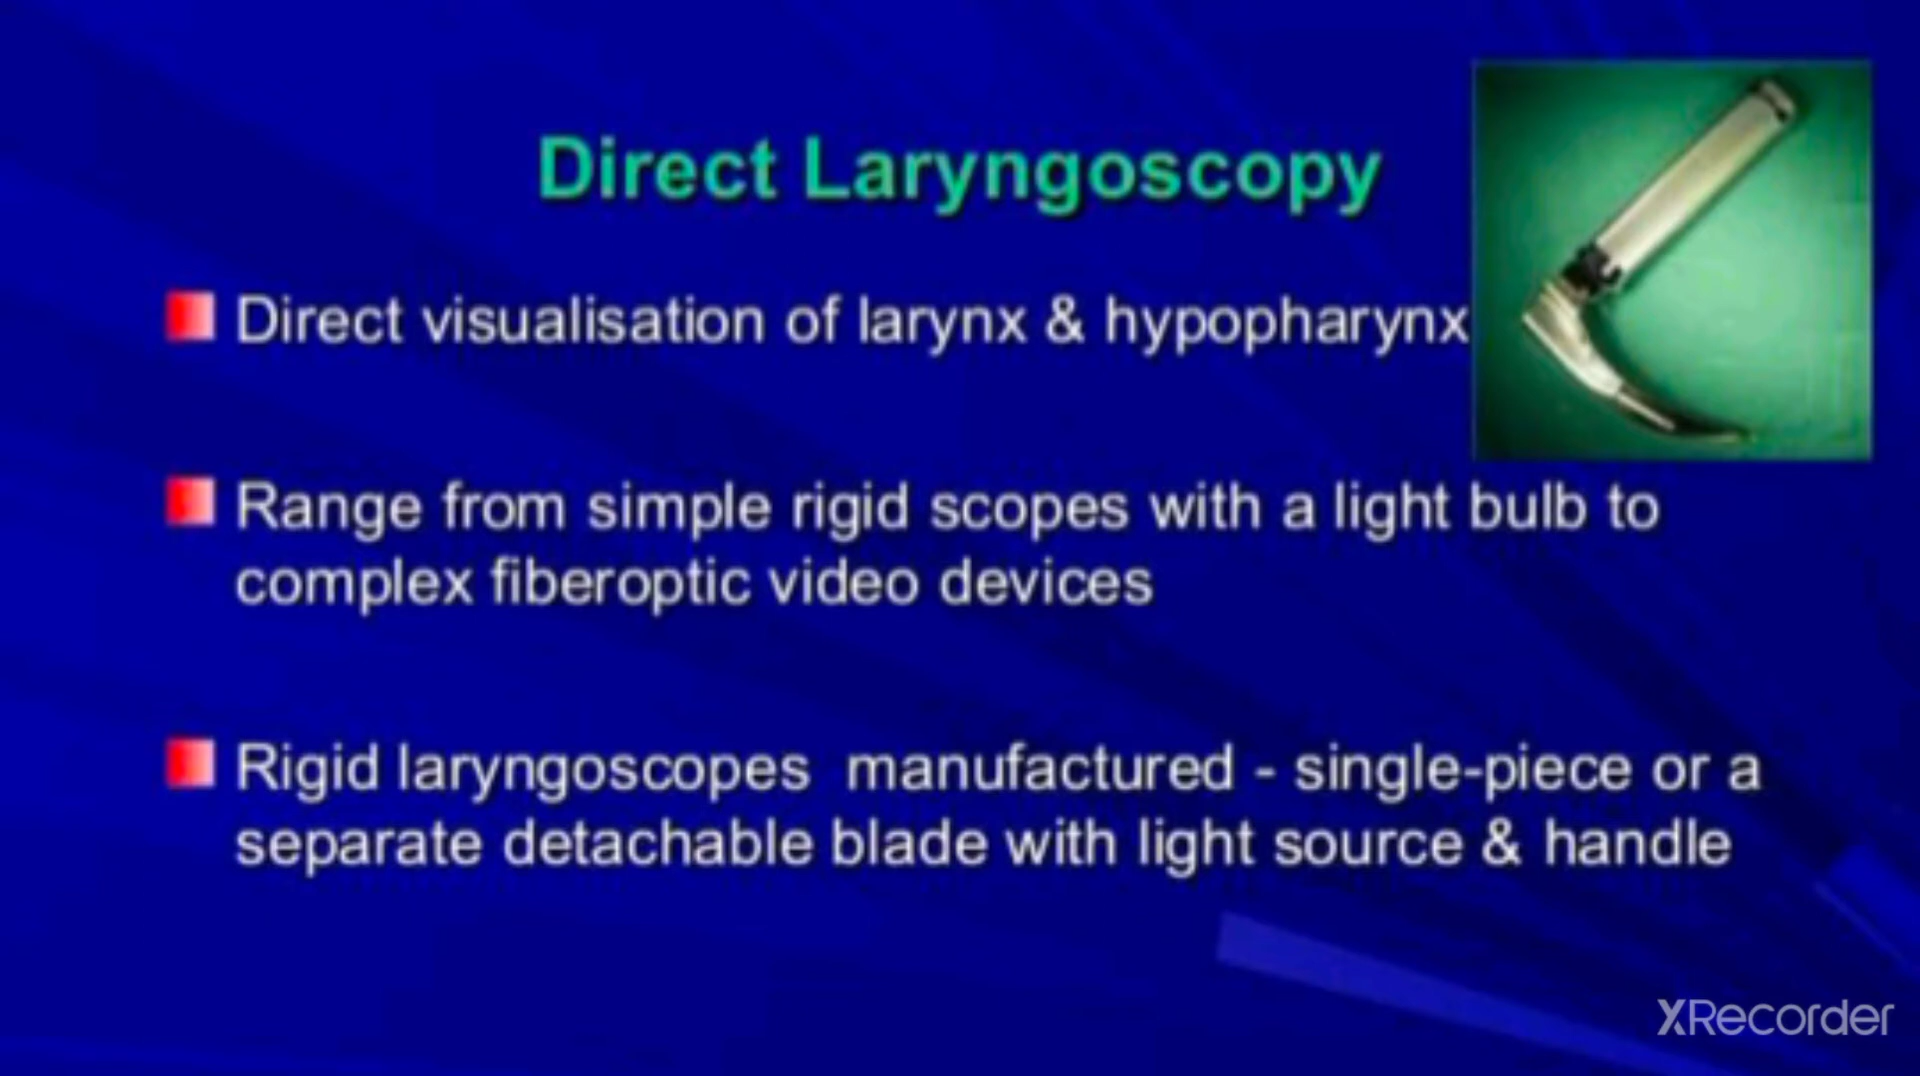 Direct Laryngoscopy
Direct visualisation of larynx & hypopharynx
Range from simple rigid scopes with a light bulb to
complex fiberoptic video devices
Rigid laryngoscopes manufactured - single-piece or a
separate detachable blade with light source & handle
XRecorder